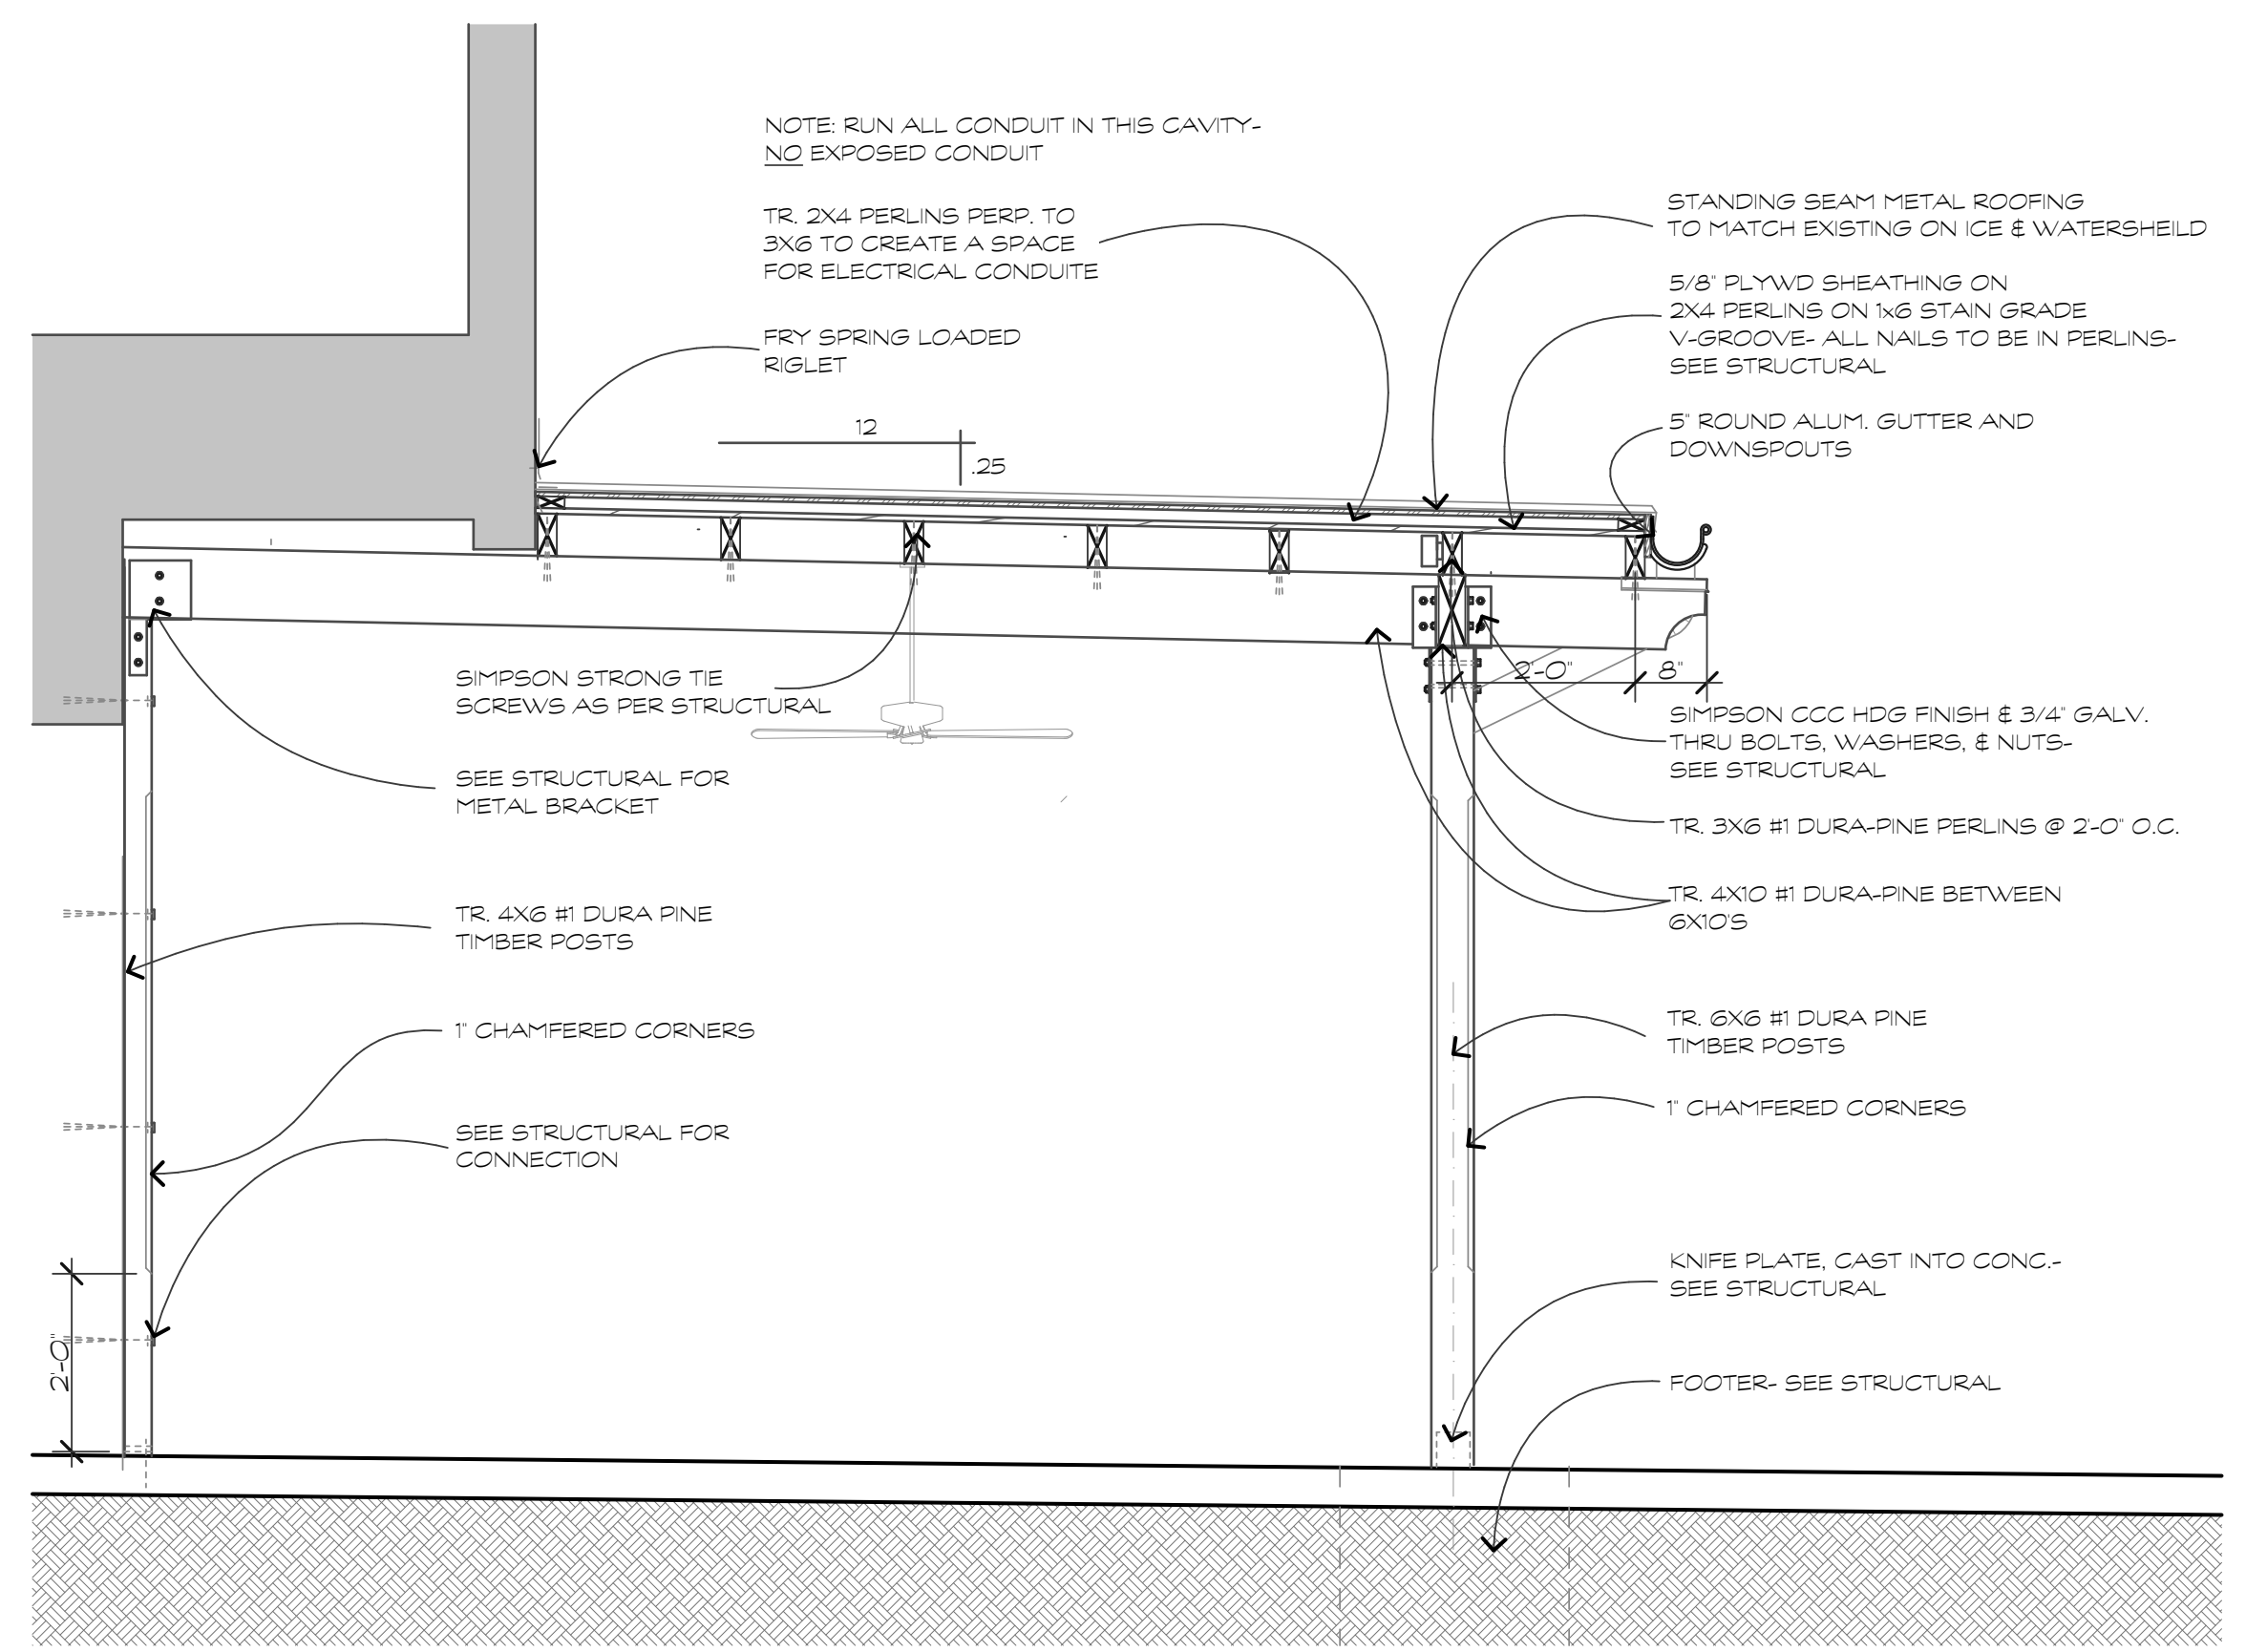 NOTE: RUN ALL CONDUIT IN THIS CAVITY-
NO EXPOSED CONDUIT
TR. 2X4 PERLINS PERP. TO
3X6 TO CREATE A SPACE
FOR ELECTRICAL CONDUITE
FRY SPRING LOADED
RIGLET
12
.25
STANDING SEAM METAL ROOFING
TO MATCH EXISTING ON ICE & WATERSHEILD
5/8" PLYWD SHEATHING ON
2X4 PERLINS ON 1x6 STAIN GRADE
V-GROOVE- ALL NAILS TO BE IN PERLINS-
SEE STRUCTURAL
5" ROUND ALUM. GUTTER AND
DOWNSPOUTS
SIMPSON STRONG TIE
SCREWS AS PER STRUCTURAL
SEE STRUCTURAL FOR
METAL BRACKET
TR. 4X6 #1 DURA PINE
TIMBER POSTS
1" CHAMFERED CORNERS
SEE STRUCTURAL FOR
CONNECTION
2'-0"
2'-0"
8"
SIMPSON CCC HDG FINISH & 3/4" GALV.
THRU BOLTS, WASHERS, & NUTS-
SEE STRUCTURAL
TR. 3X6 #1 DURA-PINE PERLINS @ 2'-0" O.C.
TR. 4X10 #1 DURA-PINE BETWEEN
6X10'S
TR. 6X6 #1 DURA PINE
TIMBER POSTS
1" CHAMFERED CORNERS
KNIFE PLATE, CAST INTO CONC.-
SEE STRUCTURAL
FOOTER- SEE STRUCTURAL